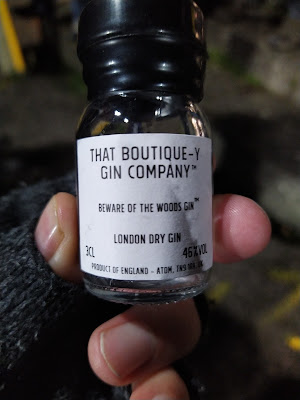 THAT BOUTIQUE-Y
GIN COMPANY™
BEWARE OF THE WOODS GIN™
LONDON DRY GIN
3CL 46%VOL
PRODUCT OF ENGLAND - ATOM, TN9